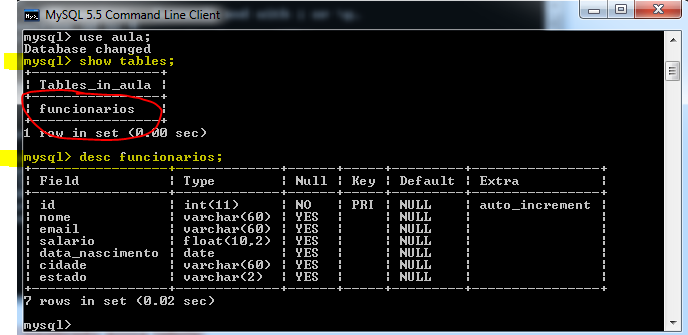 MySQL 5.5 Command Line Client
mysql> use aula;
Database changed
mysql> show tables;
+----------------+
| Tables_in_aula |
+----------------+
| funcionarios   |
+----------------+
1 row in set (0.00 sec)
mysql> desc funcionarios;
+-----------------+-------------+------+-----+---------+----------------+
| Field           | Type        | Null | Key | Default | Extra          |
+-----------------+-------------+------+-----+---------+----------------+
| id              | int(11)     | NO   | PRI | NULL    | auto_increment |
| nome            | varchar(60) | YES  |     | NULL    |                |
| email           | varchar(60) | YES  |     | NULL    |                |
| salario         | float(10,2) | YES  |     | NULL    |                |
| data_nascimento | date        | YES  |     | NULL    |                |
| cidade          | varchar(60) | YES  |     | NULL    |                |
| estado          | varchar(2)  | YES  |     | NULL    |                |
+-----------------+-------------+------+-----+---------+----------------+
7 rows in set (0.02 sec)
mysql>